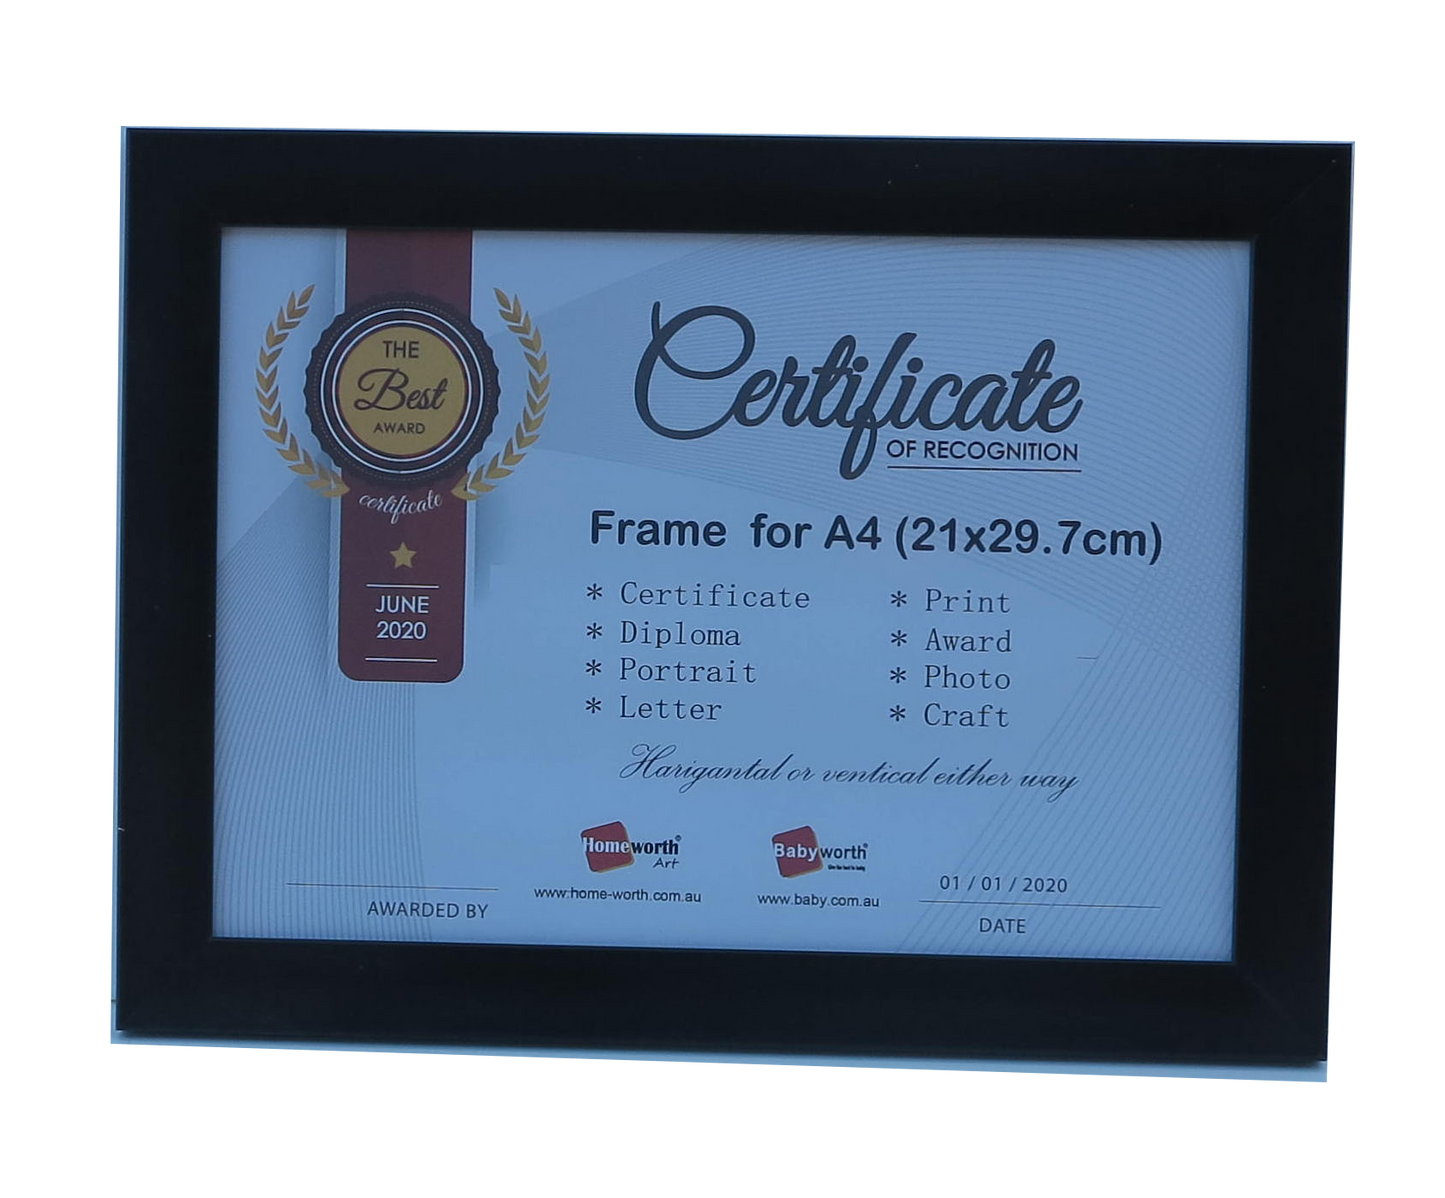 THE
Best
AWARD
certificate
JUNE
2020
Certificate
OF RECOGNITION
Frame for A4 (21x29.7cm)
* Certificate
* Diploma
* Portrait
* Letter
* Print
* Award
* Photo
* Craft
Harigantal or ventical either way
Homeworth®
Art
www.home-worth.com.au
Babyworth®
www.baby.com.au
AWARDED BY
01 / 01 / 2020
DATE